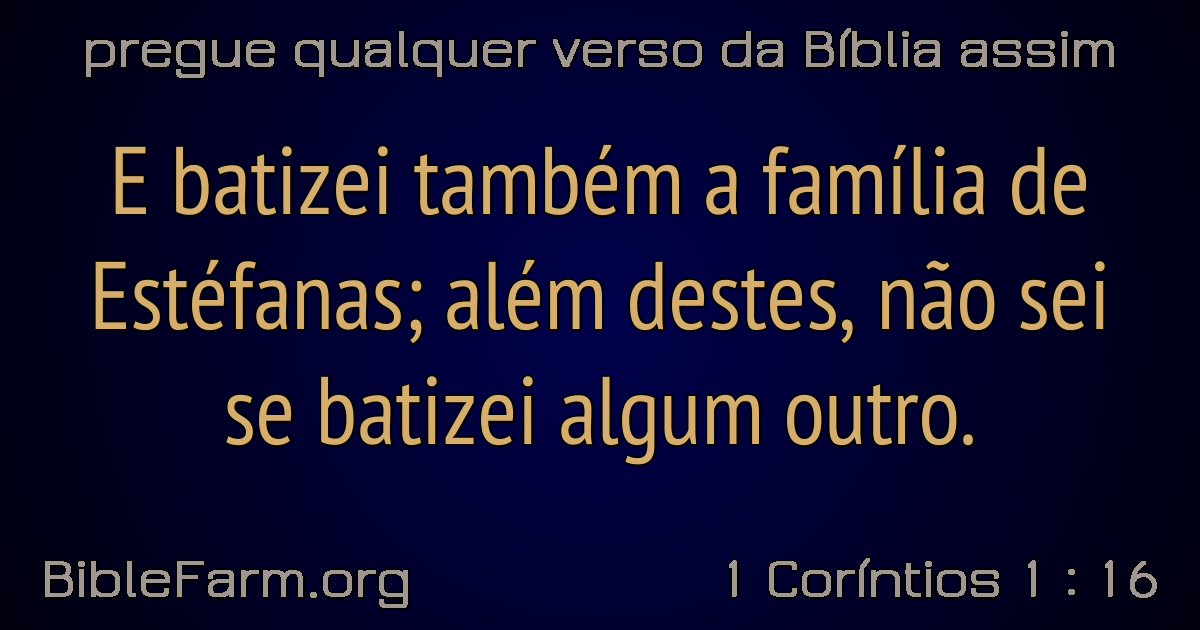 pregue qualquer verso da Bíblia assim
E batizei também a família de
Estéfanas; além destes, não sei
se batizei algum outro.
BibleFarm.org
1 Coríntios 1 : 16